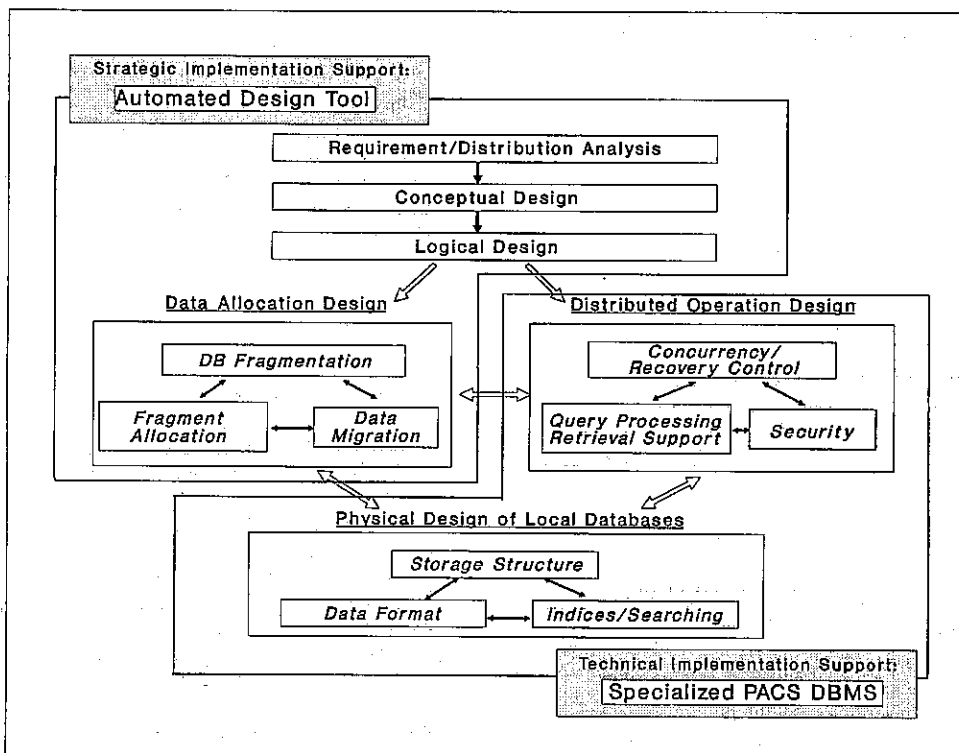 Strategic Implementation Support:
Automated Design Tool
Requirement/Distribution Analysis
Conceptual Design
Logical Design
Data Allocation Design
Distributed Operation Design
DB Fragmentation
Fragment
Allocation
Data
Migration
Concurrency/
Recovery Control
Query Processing
Retrieval Support
Security
Physical Design of Local Databases
Storage Structure
Data Format
Indices/Searching
Technical Implementation Support:
Specialized PACS DBMS